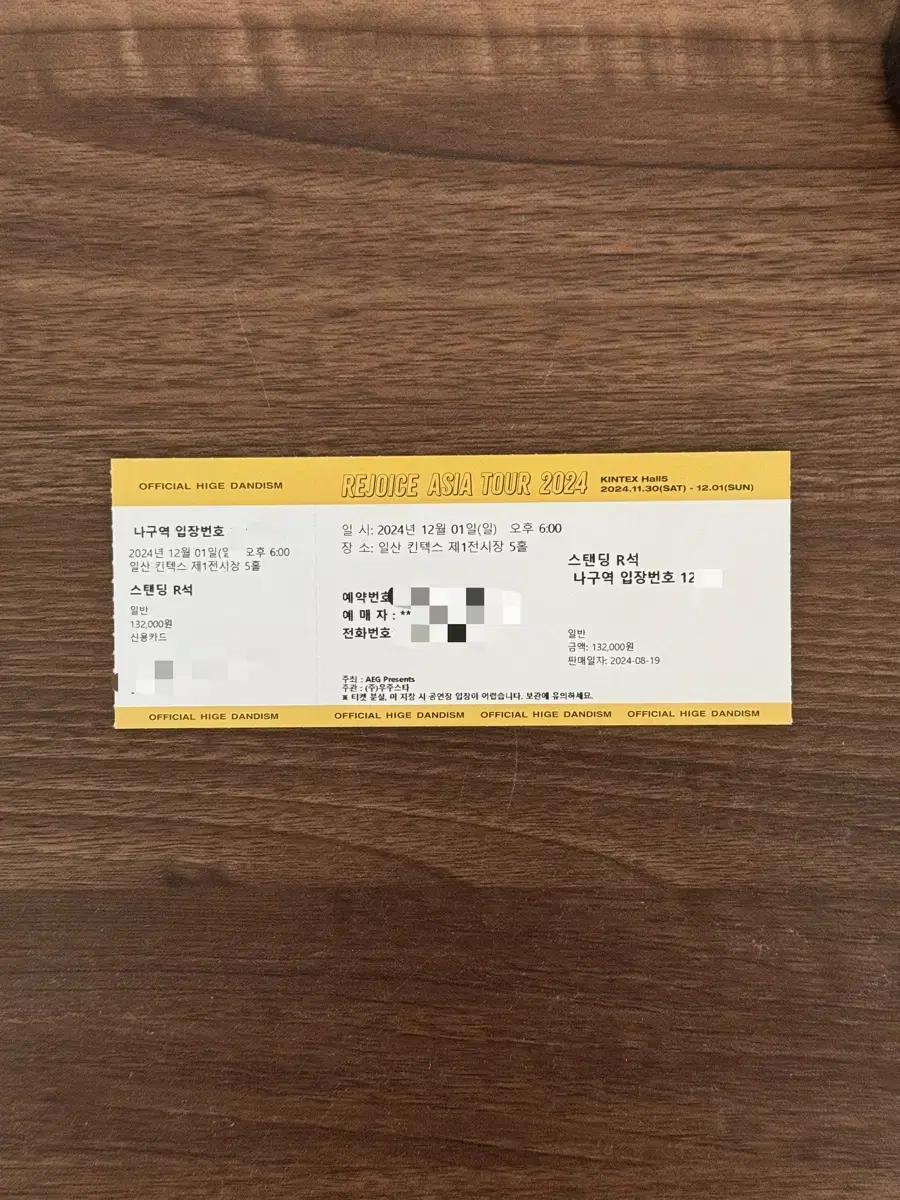 OFFICIAL HIGE DANDISM
REJOICE ASIA TOUR 2024
KINTEX Hall5
2024.11.30(SAT) - 12.01(SUN)
나구역 입장번호
2024년 12월 01일(일 오후 6:00
일산 킨텍스 제1전시장 5홀
스탠딩 R석
일반
132,000원
신용카드
일 시: 2024년 12월 01일(일) 오후 6:00
장 소: 일산 킨텍스 제1전시장 5홀
예약번호
예 매 자 : **
전화번호
주최 : AEG Presents
주관 : (주)우주스타
※ 티켓 분실, 미 지참 시 공연장 입장이 어렵습니다. 보관에 유의하세요.
스탠딩 R석
나구역 입장번호 12
일반
금액: 132,000원
판매일자: 2024-08-19
OFFICIAL HIGE DANDISM
OFFICIAL HIGE DANDISM OFFICIAL HIGE DANDISM OFFICIAL HIGE DANDISM